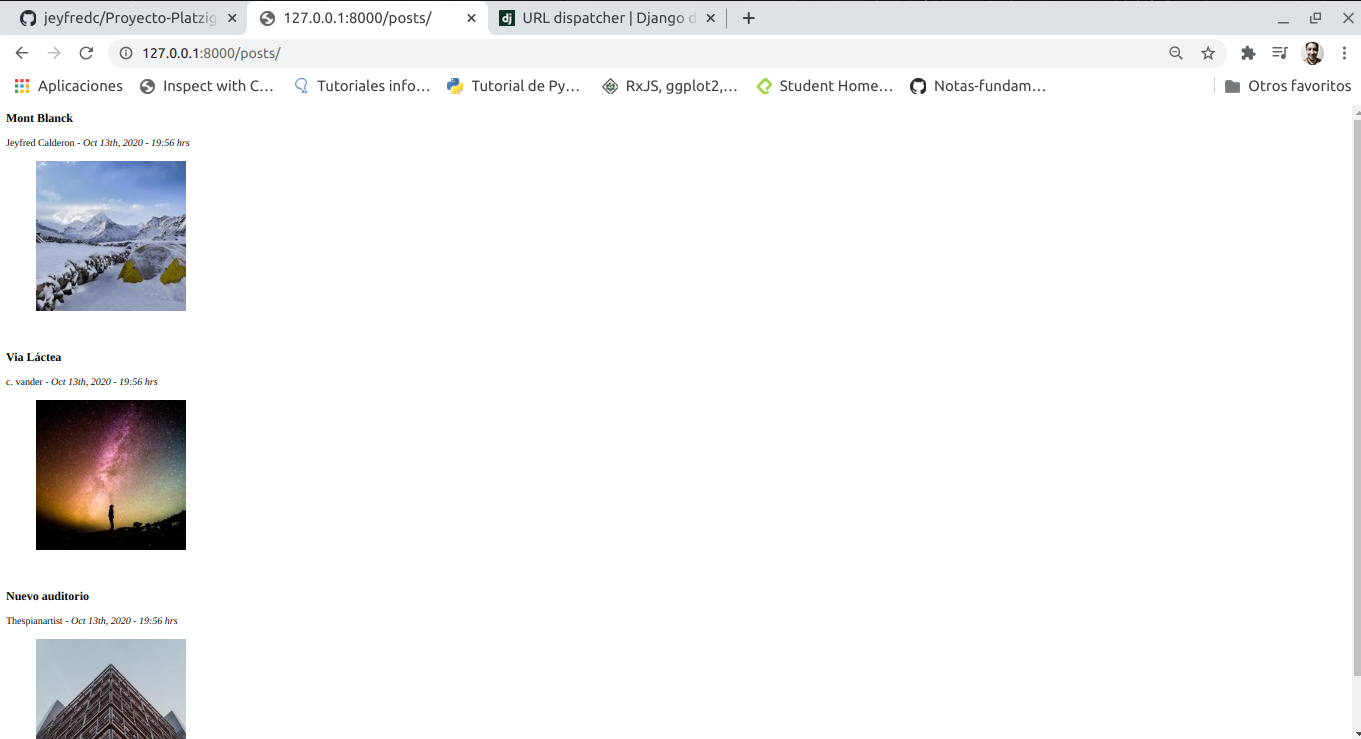 jeyfredc/Proyecto-Platzig
127.0.0.1:8000/posts/
URL dispatcher | Django d
127.0.0.1:8000/posts/
Aplicaciones
Inspect with C…
Tutoriales info…
Tutorial de Py…
RxJS, ggplot2,…
Student Home…
Notas-fundam…
Otros favoritos
Mont Blanck
Jeyfred Calderon - Oct 13th, 2020 - 19:56 hrs
Via Láctea
c. vander - Oct 13th, 2020 - 19:56 hrs
Nuevo auditorio
Thespianartist - Oct 13th, 2020 - 19:56 hrs